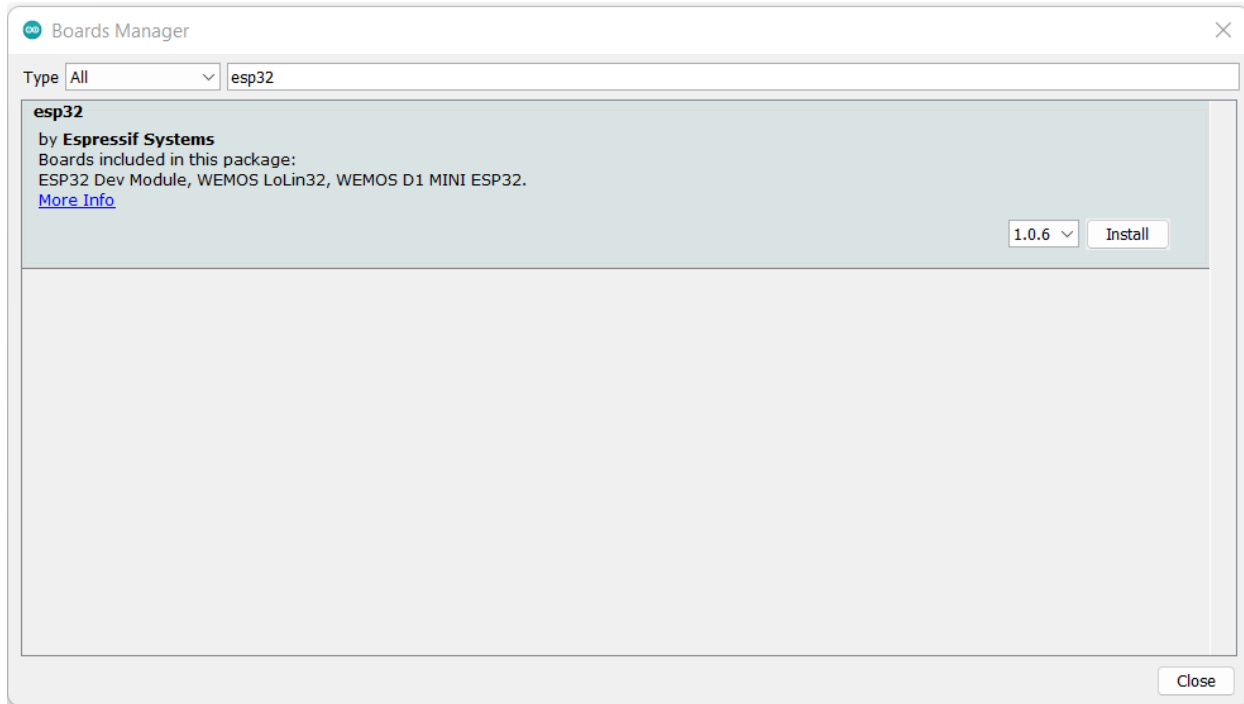 Boards Manager
Type All esp32
esp32
by Espressif Systems
Boards included in this package:
ESP32 Dev Module, WEMOS LoLin32, WEMOS D1 MINI ESP32.
More Info
1.0.6 Install
Close